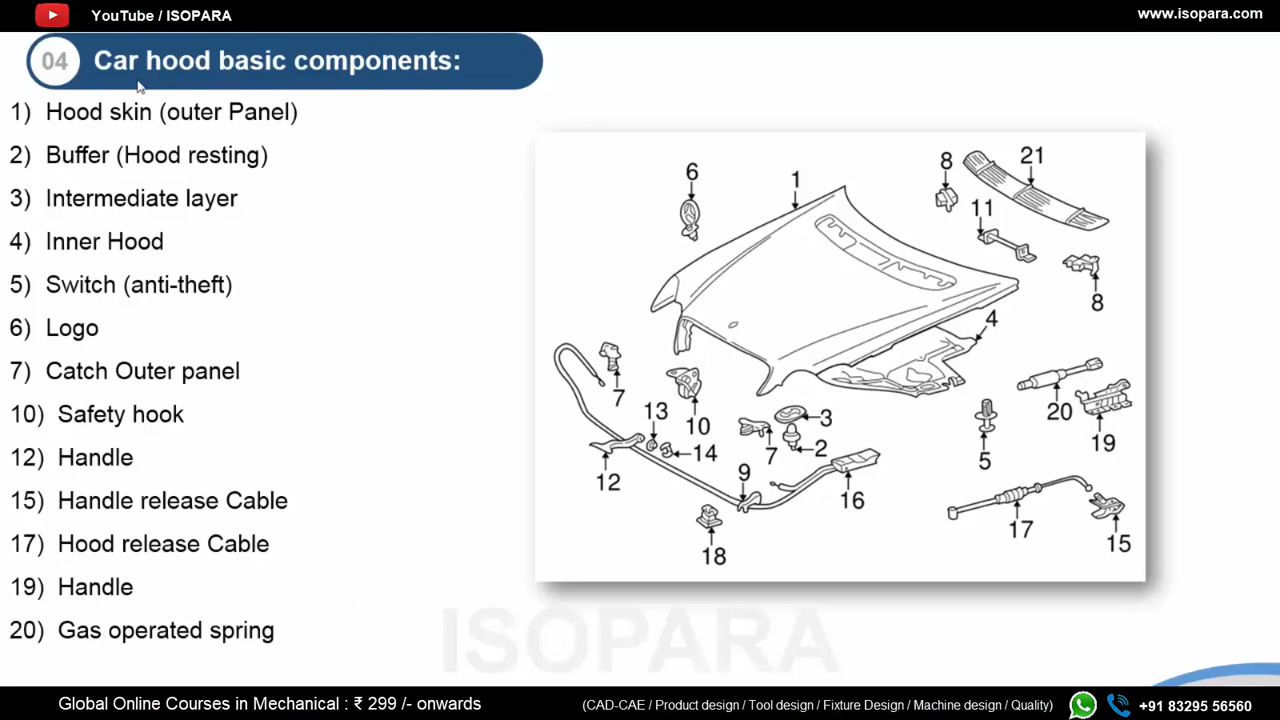 YouTube / ISOPARA
www.isopara.com
04 Car hood basic components:
1) Hood skin (outer Panel)
2) Buffer (Hood resting)
3) Intermediate layer
4) Inner Hood
5) Switch (anti-theft)
6) Logo
7) Catch Outer panel
10) Safety hook
12) Handle
15) Handle release Cable
17) Hood release Cable
19) Handle
20) Gas operated spring
6
1
8
21
11
8
4
7
10
13
14
12
7
3
2
9
16
18
5
20
19
17
15
ISOPARA
Global Online Courses in Mechanical : ₹ 299 /- onwards
(CAD-CAE / Product design / Tool design / Fixture Design / Machine design / Quality)
+91 83295 56560